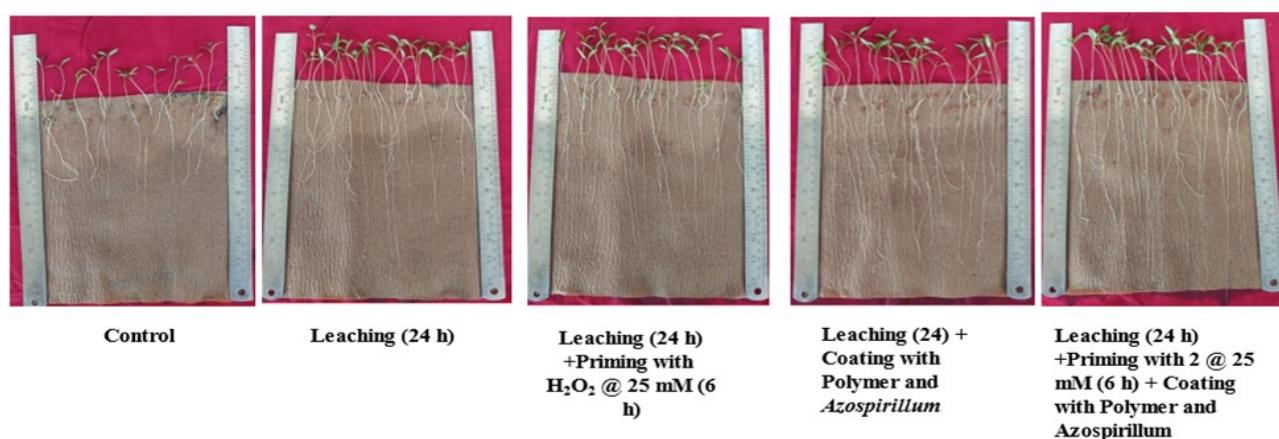 Control
Leaching (24 h)
Leaching (24 h)
+Priming with
H₂O₂ @ 25 mM (6
h)
Leaching (24) +
Coating with
Polymer and
Azospirillum
Leaching (24 h)
+Priming with 2 @ 25
mM (6 h) + Coating
with Polymer and
Azospirillum